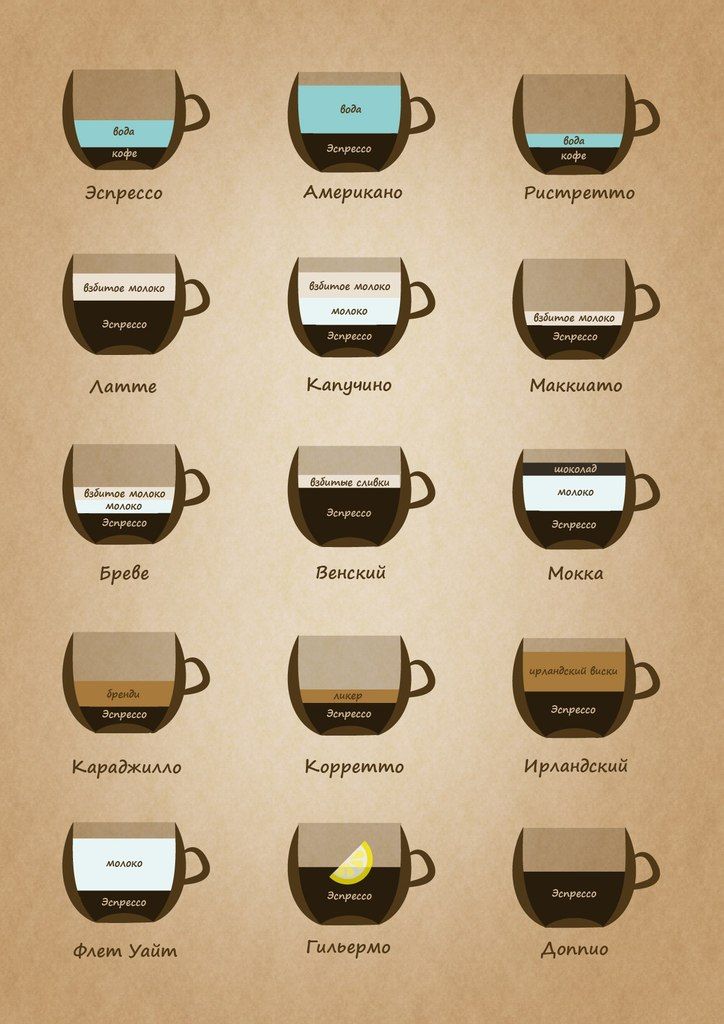 вода
кофе
Эспрессо
вода
Эспрессо
Американо
вода
кофе
Ристретто
взбитое молоко
Эспрессо
Латте
взбитое молоко
молоко
Эспрессо
Капучино
взбитое молоко
Эспрессо
Маккиато
взбитое молоко
молоко
Эспрессо
Бреве
взбитые сливки
Эспрессо
Венский
шоколад
молоко
Эспрессо
Мокка
бренди
Эспрессо
Караджилло
ликер
Эспрессо
Корретто
ирландский виски
Эспрессо
Ирландский
молоко
Эспрессо
Флет Уайт
Эспрессо
Гильермо
Эспрессо
Доппио